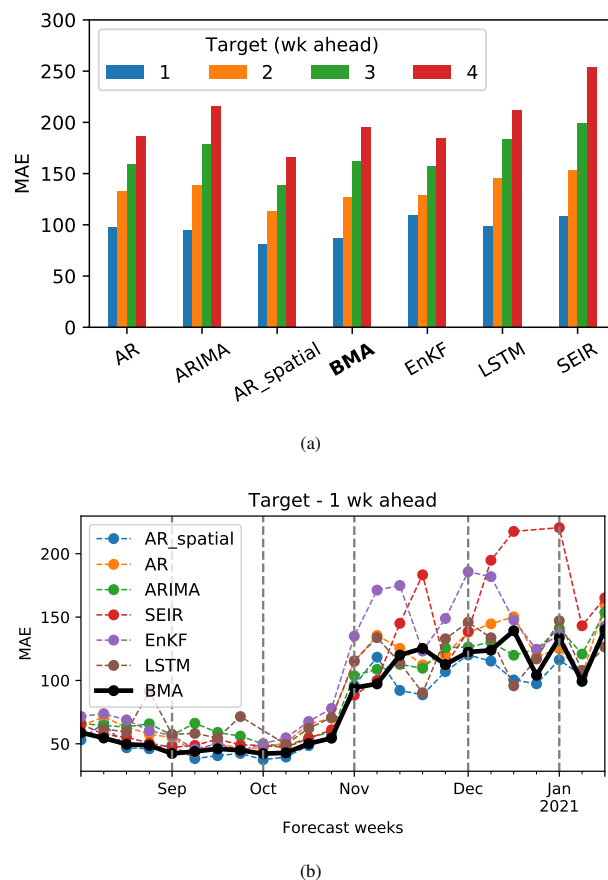 300
250
200
150
100
50
0
MAE
Target (wk ahead)
1 2 3 4
AR ARIMA AR_spatial BMA EnKF LSTM SEIR
(a)
Target - 1 wk ahead
AR_spatial
AR
ARIMA
SEIR
EnKF
LSTM
BMA
200
150
100
50
MAE
Sep Oct Nov Dec Jan
2021
Forecast weeks
(b)